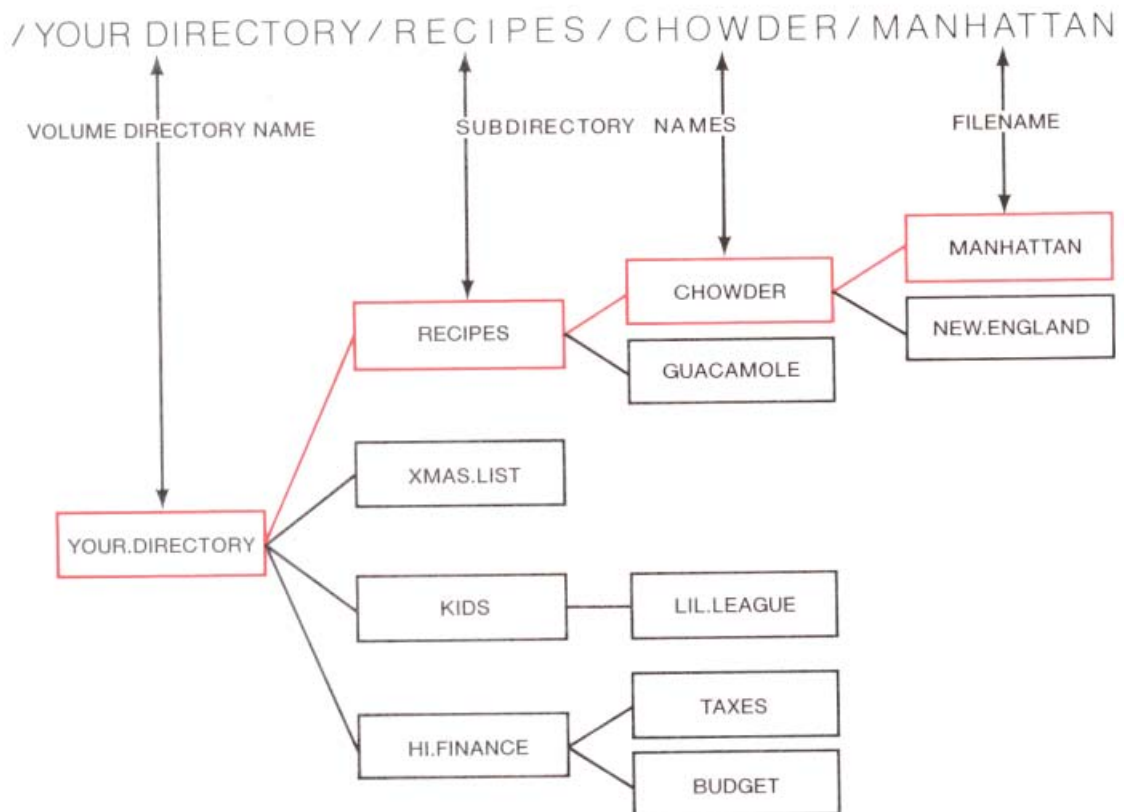 /YOUR DIRECTORY/RECIPES/CHOWDER/MANHATTAN
VOLUME DIRECTORY NAME
SUBDIRECTORY NAMES
FILENAME
MANHATTAN
CHOWDER
RECIPES
NEW.ENGLAND
GUACAMOLE
XMAS.LIST
YOUR.DIRECTORY
KIDS
LIL.LEAGUE
TAXES
HI.FINANCE
BUDGET